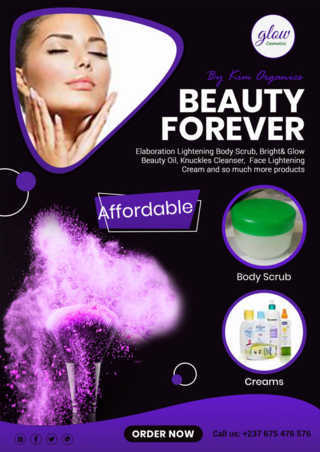 glow
Cosmetics
By Kim Organics
BEAUTY
FOREVER
Elaboration Lightening Body Scrub, Bright& Glow
Beauty Oil, Knuckles Cleanser, Face Lightening
Cream and so much more products
Affordable
Body Scrub
Creams
ORDER NOW
Call us: +237 675 476 576